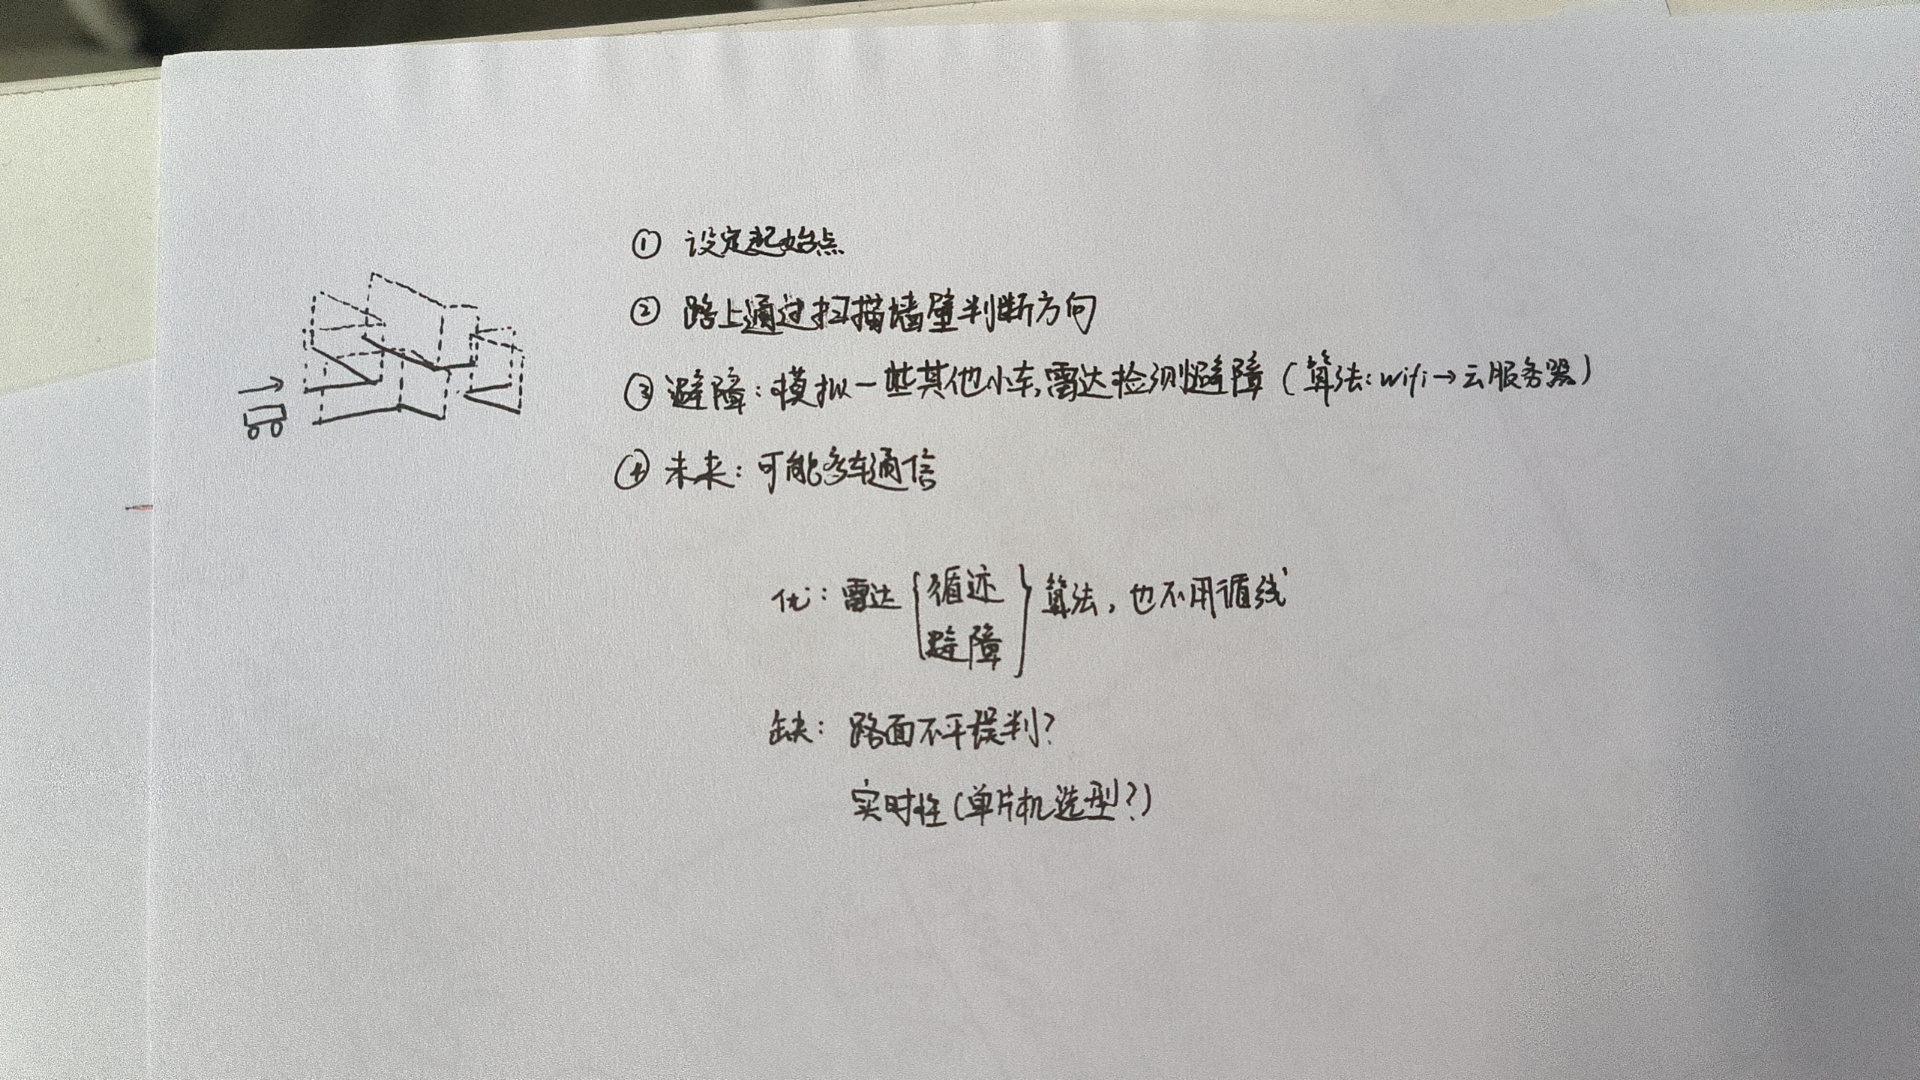 ① 设定起始点
② 路上通过扫描墙壁判断方向
③ 避障：模拟一些其他小车，雷达检测避障（算法：wifi→云服务器）
④ 未来：可能多车通信
优：雷达{循迹 避障}算法，也不用循线
缺：路面不平误判？
实时性（单片机选型？）